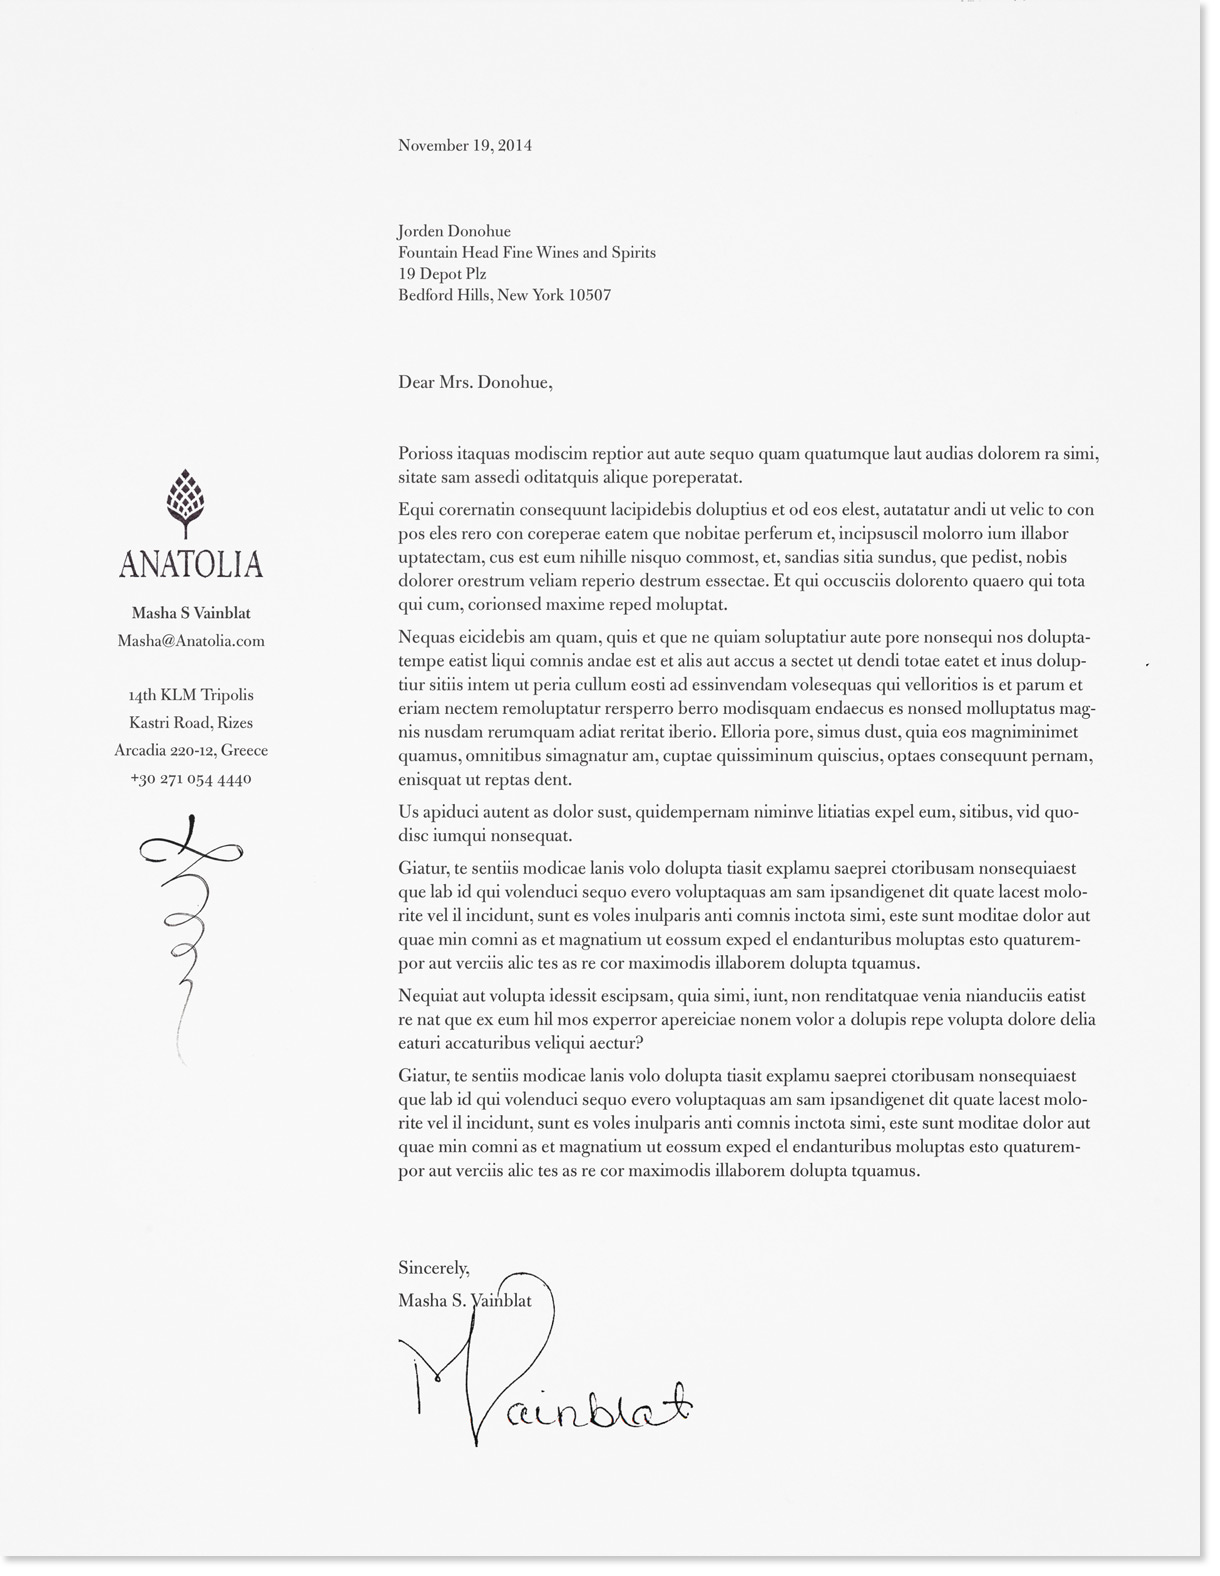 November 19, 2014
Jorden Donohue
Fountain Head Fine Wines and Spirits
19 Depot Plz
Bedford Hills, New York 10507
Dear Mrs. Donohue,
Porioss itaquas modiscim reptior aut aute sequo quam quatumque laut audias dolorem ra simi,
sitate sam assedi oditatquis alique poreperatat.
Equi corernatin consequunt lacipidebis doluptius et od eos elest, autatatur andi ut velic to con
pos eles rero con coreperae eatem que nobitae perferum et, incipsuscil molorro ium illabor
uptatectam, cus est eum nihille nisquo commost, et, sandias sitia sundus, que pedist, nobis
dolorer orestrum veliam reperio destrum essectae. Et qui occusciis dolorento quaero qui tota
qui cum, corionsed maxime reped moluptat.
Nequas eicidebis am quam, quis et que ne quiam soluptatiur aute pore nonsequi nos dolupta-
tempe eatist liqui comnis andae est et alis aut accus a sectet ut dendi totae eatet et inus dolup-
tiur sitiis intem ut peria cullum eosti ad essinvendam volesequas qui velloritios is et parum et
eriam nectem remoluptatur rersperro berro modisquam endaecus es nonsed molluptatus mag-
nis nusdam rerumquam adiat reritat iberio. Elloria pore, simus dust, quia eos magniminimet
quamus, omnitibus simagnatur am, cuptae quissiminum quiscius, optaes consequunt pernam,
enisquat ut reptas dent.
Us apiduci autent as dolor sust, quidempernam niminve litiatias expel eum, sitibus, vid quo-
disc iumqui nonsequat.
Giatur, te sentiis modicae lanis volo dolupta tiasit explamu saeprei ctoribusam nonsequiaest
que lab id qui volenduci sequo evero voluptaquas am sam ipsandigenet dit quate lacest molo-
rite vel il incidunt, sunt es voles inulparis anti comnis inctota simi, este sunt moditae dolor aut
quae min comni as et magnatium ut eossum exped el endanturibus moluptas esto quaturem-
por aut verciis alic tes as re cor maximodis illaborem dolupta tquamus.
Nequiat aut volupta idessit escipsam, quia simi, iunt, non renditatquae venia nianduciis eatist
re nat que ex eum hil mos experror apereiciae nonem volor a dolupis repe volupta dolore delia
eaturi accaturibus veliqui aectur?
Giatur, te sentiis modicae lanis volo dolupta tiasit explamu saeprei ctoribusam nonsequiaest
que lab id qui volenduci sequo evero voluptaquas am sam ipsandigenet dit quate lacest molo-
rite vel il incidunt, sunt es voles inulparis anti comnis inctota simi, este sunt moditae dolor aut
quae min comni as et magnatium ut eossum exped el endanturibus moluptas esto quaturem-
por aut verciis alic tes as re cor maximodis illaborem dolupta tquamus.
Sincerely,
Masha S. Vainblat
M Vainblat
ANATOLIA
Masha S Vainblat
Masha@Anatolia.com
14th KLM Tripolis
Kastri Road, Rizes
Arcadia 220-12, Greece
+30 271 054 4440